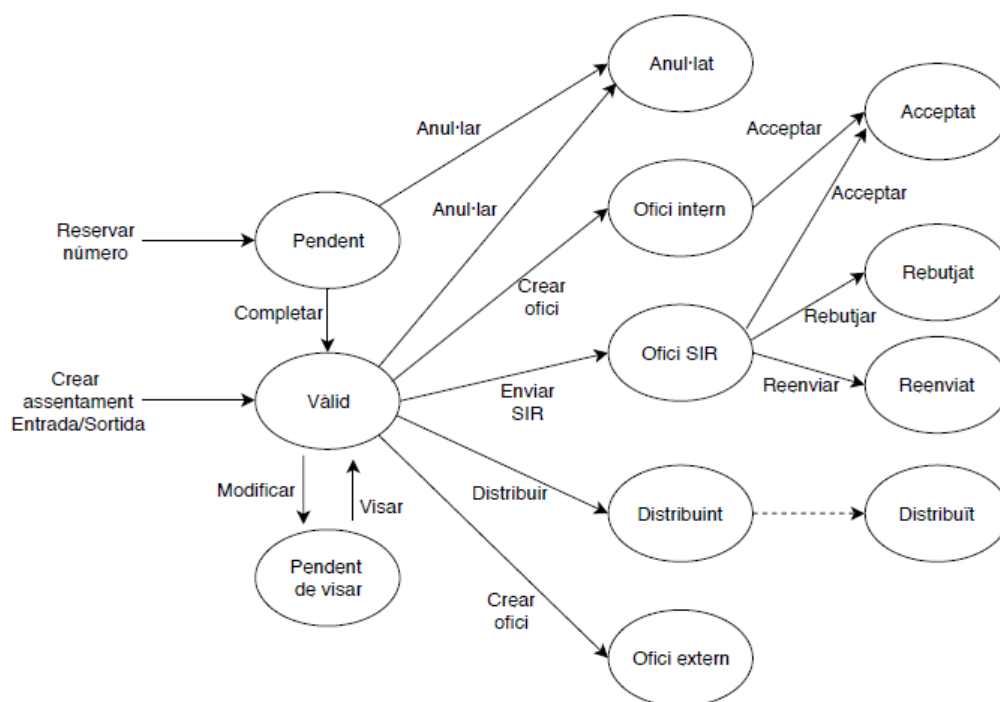 Anul·lat
Acceptat
Anul·lar
Acceptar
Anul·lar
Ofici intern
Acceptar
Reservar
número
Pendent
Rebutjat
Crear
ofici
Completar
Rebutjar
Ofici SIR
Crear
assentament
Entrada/Sortida
Vàlid
Enviar
SIR
Reenviar
Reenviat
Modificar
Visar
Distribuir
Distribuint
Distribuït
Pendent
de visar
Crear
ofici
Ofici extern